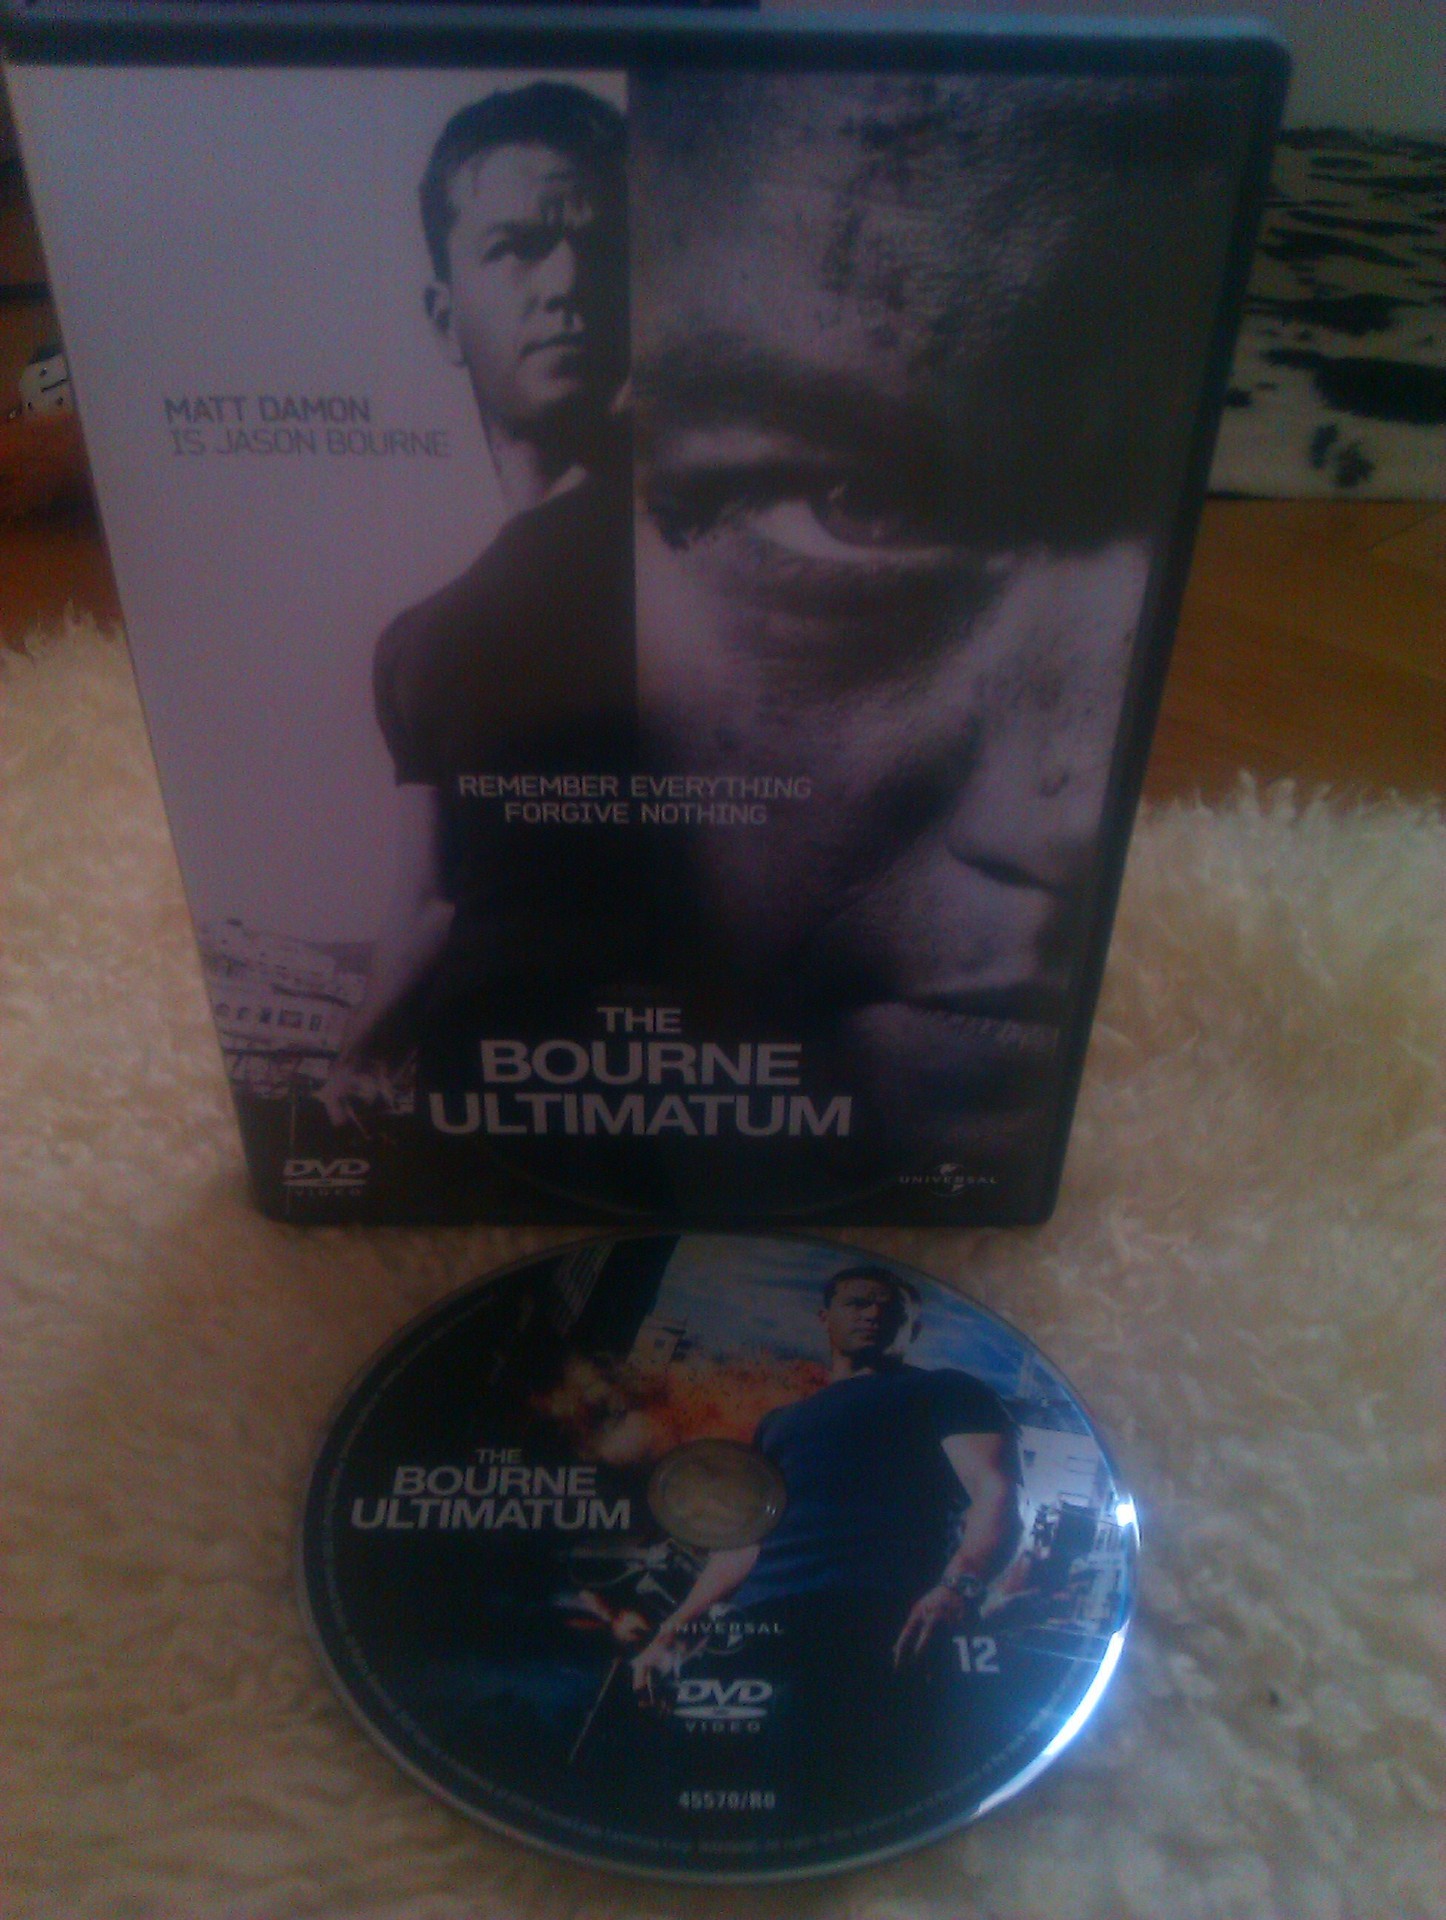 MATT DAMON
IS JASON BOURNE
REMEMBER EVERYTHING
FORGIVE NOTHING
THE
BOURNE
ULTIMATUM
DVD
VIDEO
UNIVERSAL
THE
BOURNE
ULTIMATUM
UNIVERSAL
12
DVD
VIDEO
45570/R0